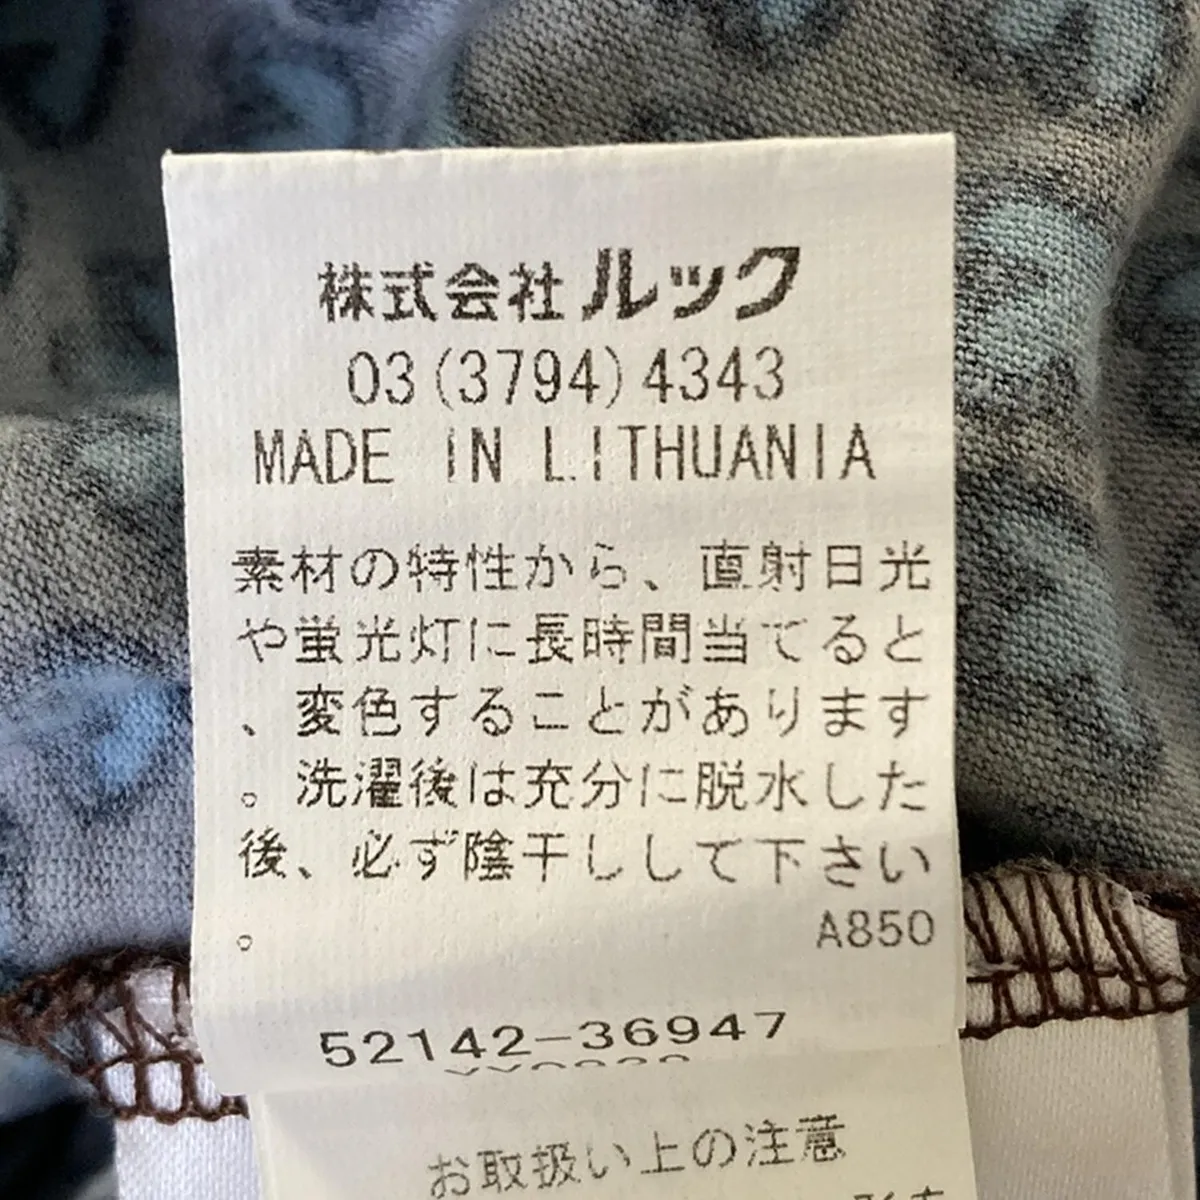 株式会社ルック
03(3794)4343
MADE IN LITHUANIA
素材の特性から、直射日光
や蛍光灯に長時間当てると
、変色することがあります
。洗濯後は充分に脱水した
後、必ず陰干しして下さい
。 A850
52142-36947
お取扱い上の注意